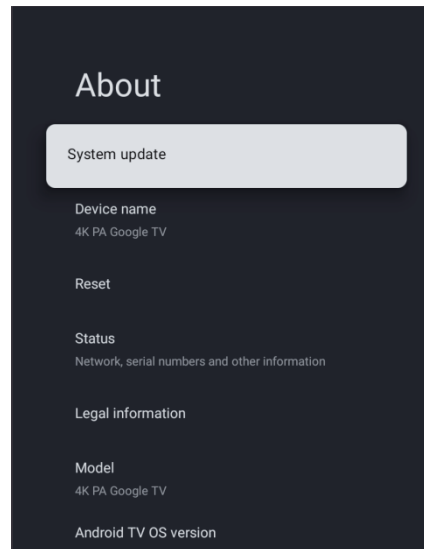 About
System update
Device name
4K PA Google TV
Reset
Status
Network, serial numbers and other information
Legal information
Model
4K PA Google TV
Android TV OS version